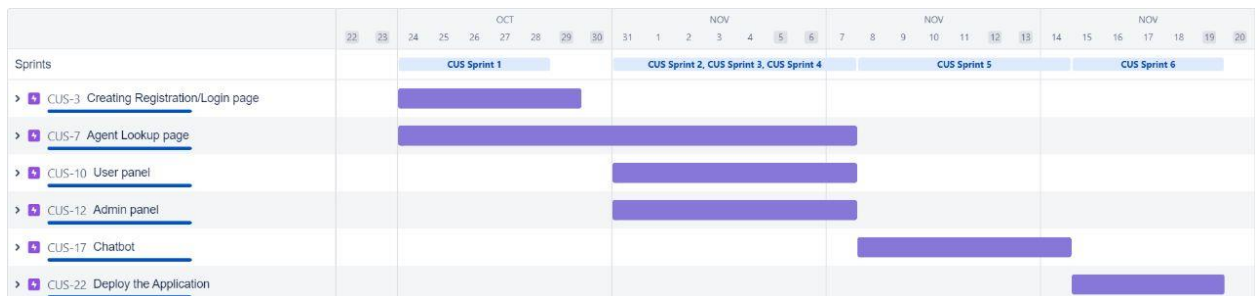 OCT NOV NOV NOV
22 23 24 25 26 27 28 29 30 31 1 2 3 4 5 6 7 8 9 10 11 12 13 14 15 16 17 18 19 20
Sprints CUS Sprint 1 CUS Sprint 2, CUS Sprint 3, CUS Sprint 4 CUS Sprint 5 CUS Sprint 6
CUS-3 Creating Registration/Login page
CUS-7 Agent Lookup page
CUS-10 User panel
CUS-12 Admin panel
CUS-17 Chatbot
CUS-22 Deploy the Application